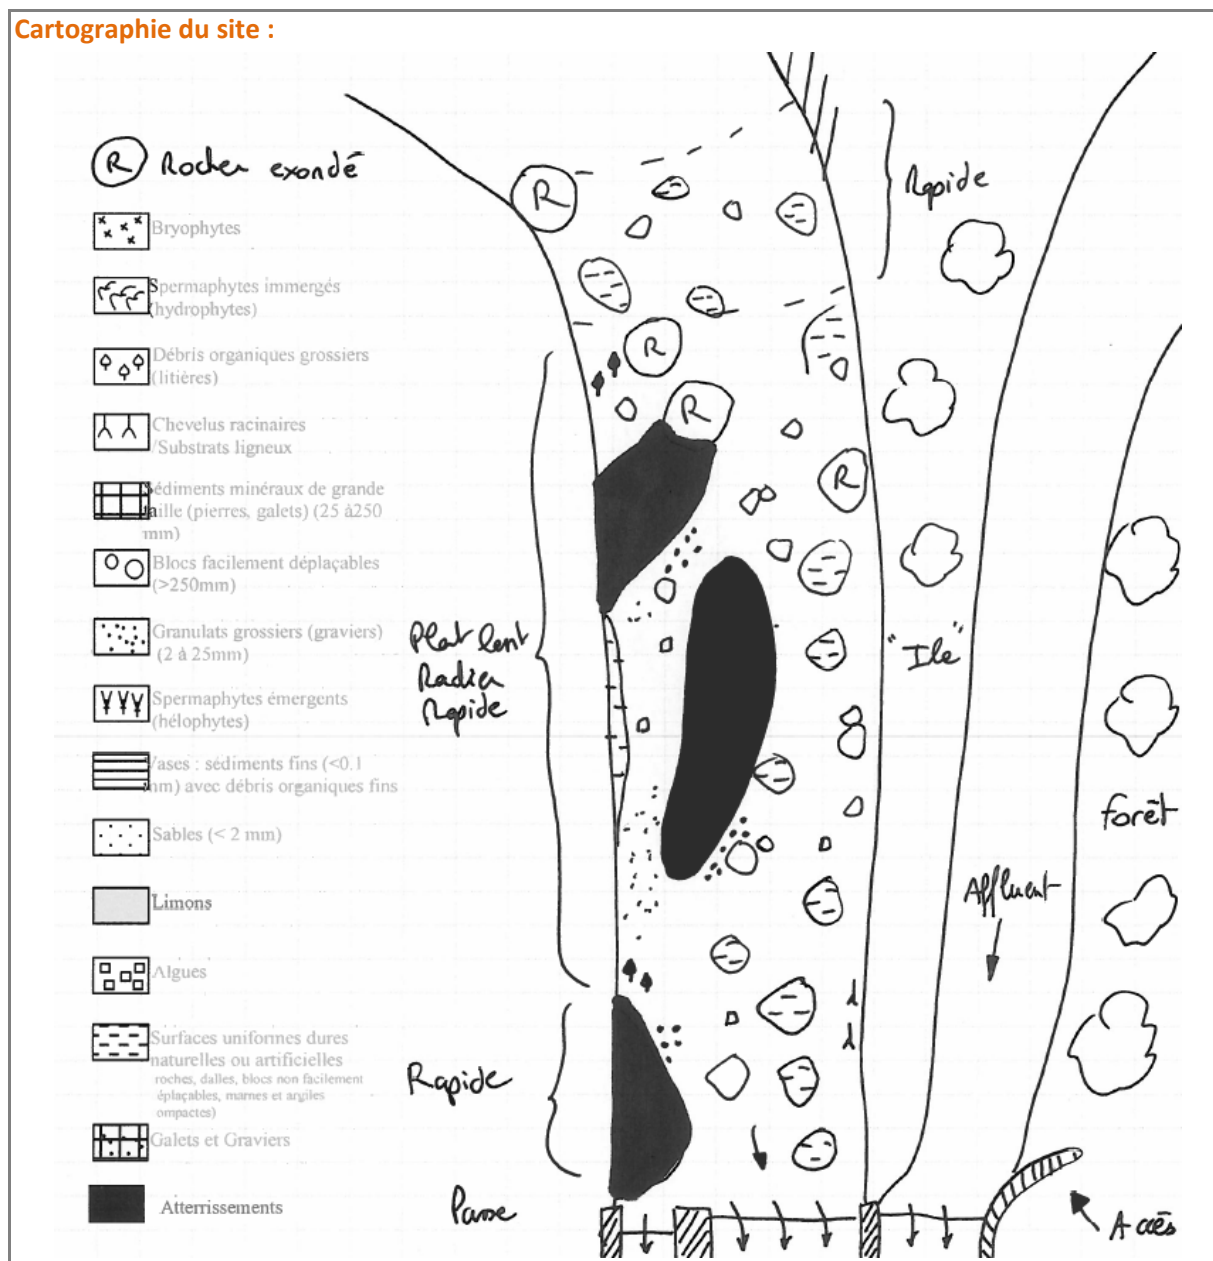 Cartographie du site :
R Rocher exondé
Bryophytes
Spermaphytes immergés
(hydrophytes)
Débris organiques grossiers
(litières)
Chevelus racinaires
/Substrats ligneux
Sédiments minéraux de grande
taille (pierres, galets) (25 à250
mm)
Blocs facilement déplaçables
(>250mm)
Granulats grossiers (graviers)
(2 à 25mm)
Spermaphytes émergents
(hélophytes)
Vases : sédiments fins (<0.1
mm) avec débris organiques fins
Sables (< 2 mm)
Limons
Algues
Surfaces uniformes dures
naturelles ou artificielles
roches, dalles, blocs non facilement
éplaçables, marnes et argiles
ompactes)
Galets et Graviers
Atterrissements
R
Rapide
R
R
R
Plat lent
Radier
Rapide
"Ile"
forêt
Affluent
Rapide
Passe
Accès